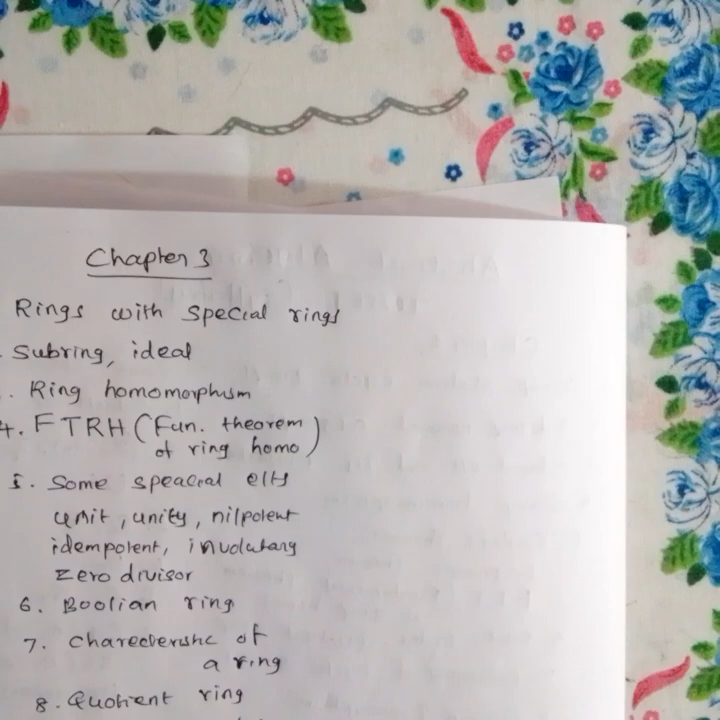 Chapter 3
Rings with special rings
. Subring, ideal
. Ring homomorphism
4. FTRH (Fun. theorem
of ring homo)
5. Some speacial elts
unit, unity, nilpotent
idempotent, involutary
Zero divisor
6. Boolian ring
7. Charecteristic of
a ring
8. Quotient ring